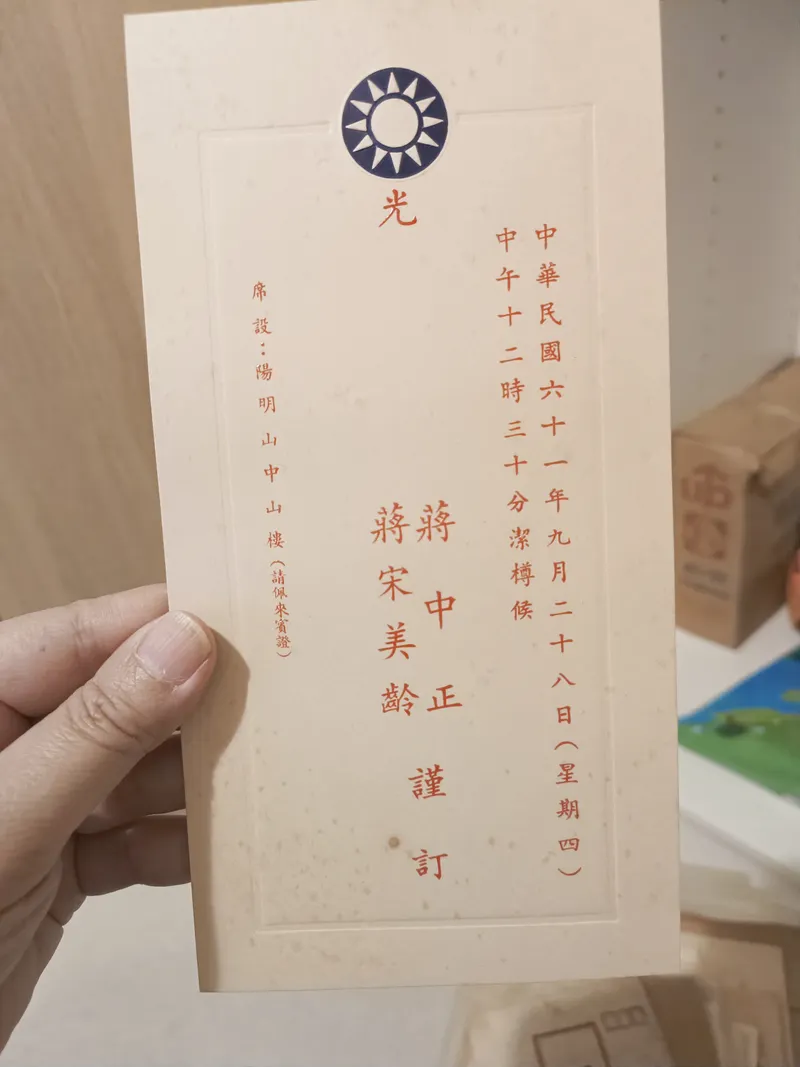 中華民國六十一年九月二十八日（星期四）
中午十二時三十分潔樽候
光
蔣中正
蔣宋美齡
謹訂
席設：陽明山中山樓（請佩來賓證）